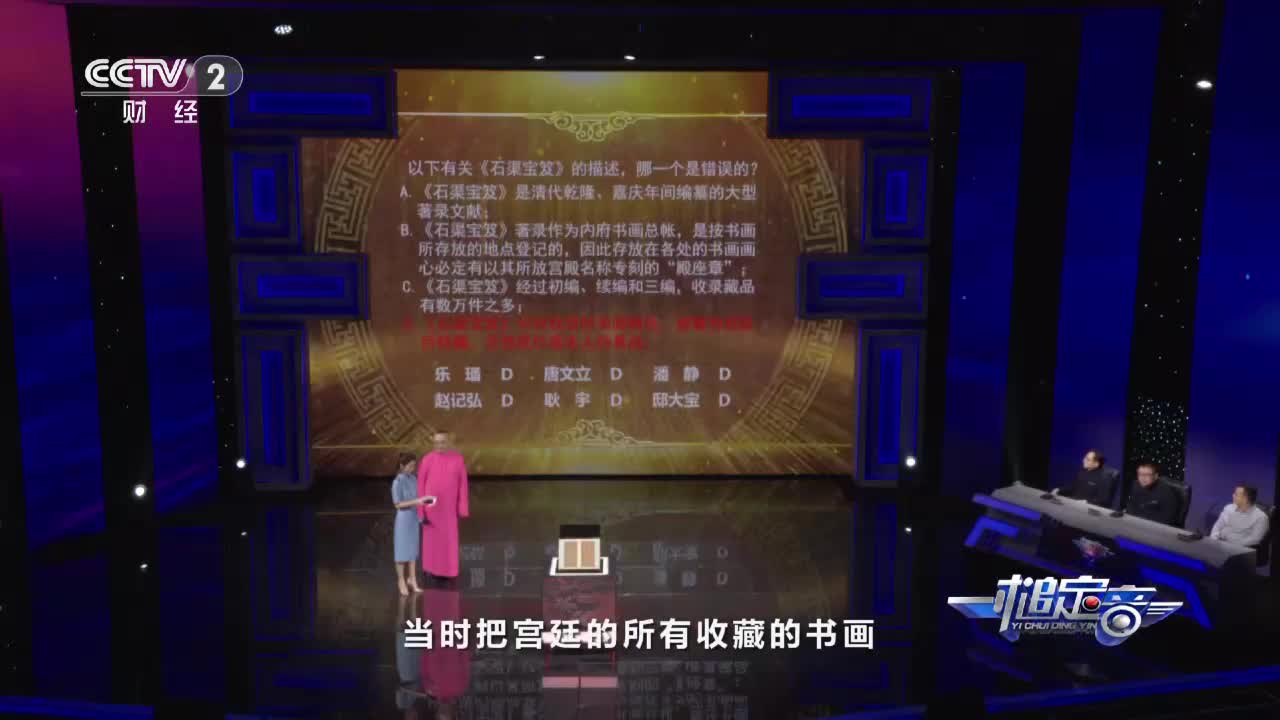 CCTV 2
财 经
以下有关《石渠宝笈》的描述，哪一个是错误的？
A.《石渠宝笈》是清代乾隆、嘉庆年间编纂的大型
著录文献；
B.《石渠宝笈》著录作为内府书画总帐，是按书画
所存放的地点登记的，因此存放在各处的书画画
心必定有以其所放宫殿名称专刻的“殿座章”；
C.《石渠宝笈》经过初编、续编和三编，收录藏品
有数万件之多；
乐 瑙 D 唐文立 D 潘 静 D
赵记弘 D 耿 宇 D 邸大宝 D
一槌定音
YI CHUI DING YIN
当时把宫廷的所有收藏的书画